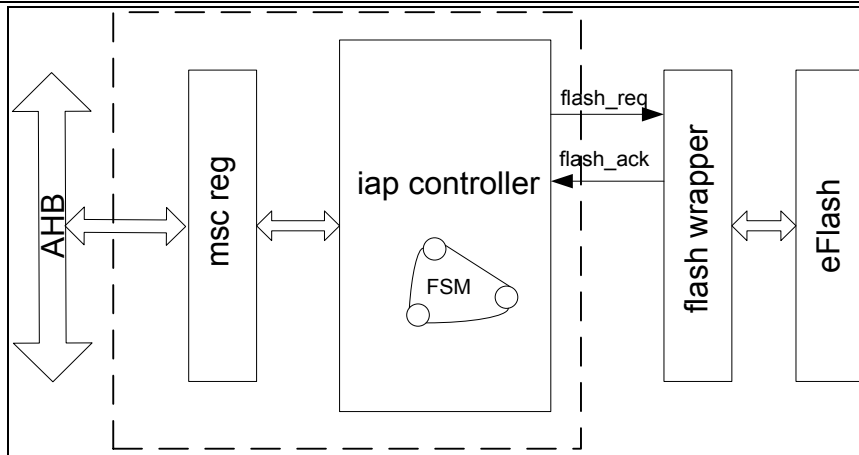 AHB
msc reg
iap controller
FSM
flash_req
flash_ack
flash wrapper
eFlash